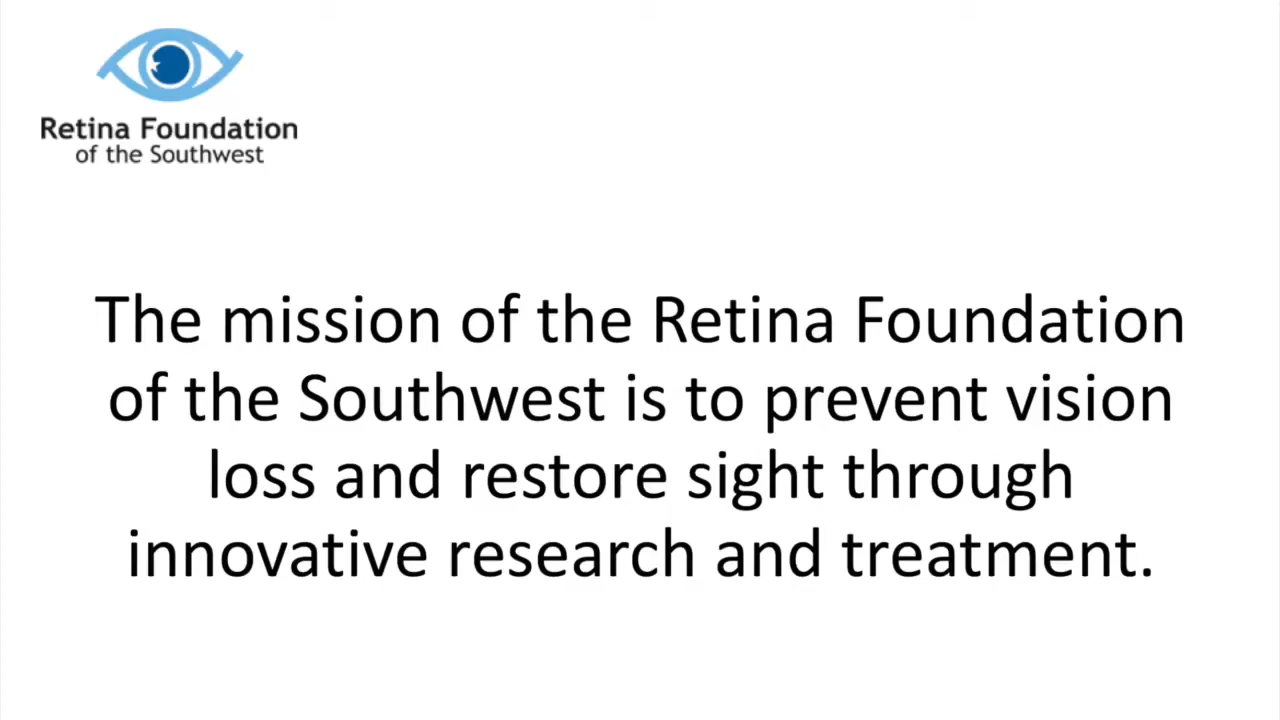 Retina Foundation
of the Southwest
The mission of the Retina Foundation
of the Southwest is to prevent vision
loss and restore sight through
innovative research and treatment.